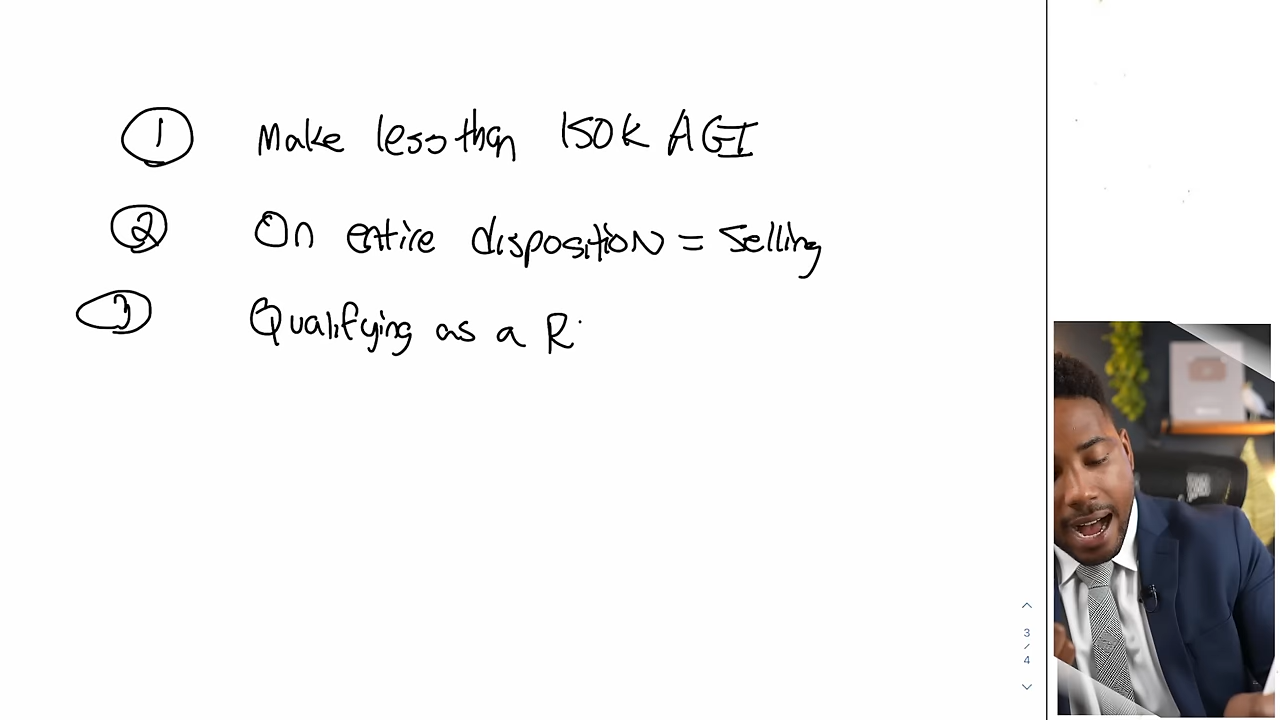 1 Make less than 150K AGI
2 On entire disposition = Selling
3 Qualifying as a R
3 / 4